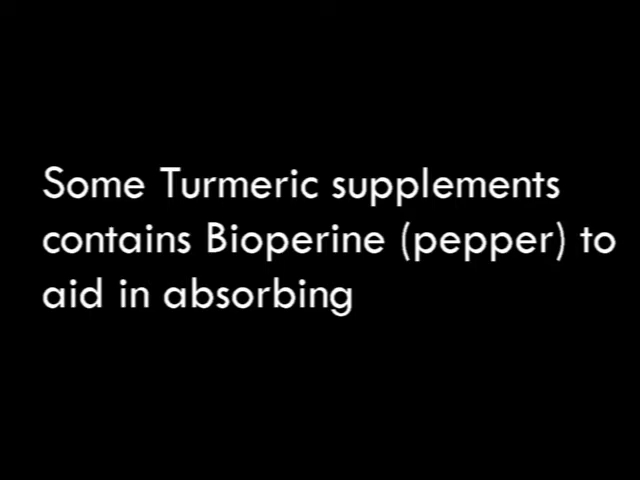 Some Turmeric supplements
contains Bioperine (pepper) to
aid in absorbing